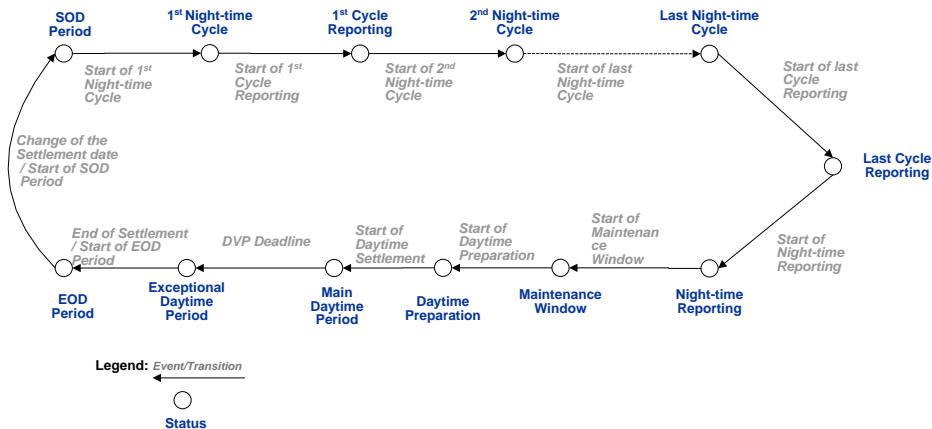 SOD
Period
1st Night-time
Cycle
1st Cycle
Reporting
2nd Night-time
Cycle
Last Night-time
Cycle
Start of 1st
Night-time
Cycle
Start of 1st
Cycle
Reporting
Start of 2nd
Night-time
Cycle
Start of last
Night-time
Cycle
Start of last
Cycle
Reporting
Change of the
Settlement date
/ Start of SOD
Period
Last Cycle
Reporting
End of Settlement
/ Start of EOD
Period
DVP Deadline
Start of
Daytime
Settlement
Start of
Daytime
Preparation
Start of
Maintenan
ce
Window
Start of
Night-time
Reporting
EOD
Period
Exceptional
Daytime
Period
Main
Daytime
Period
Daytime
Preparation
Maintenance
Window
Night-time
Reporting
Legend: Event/Transition
Status